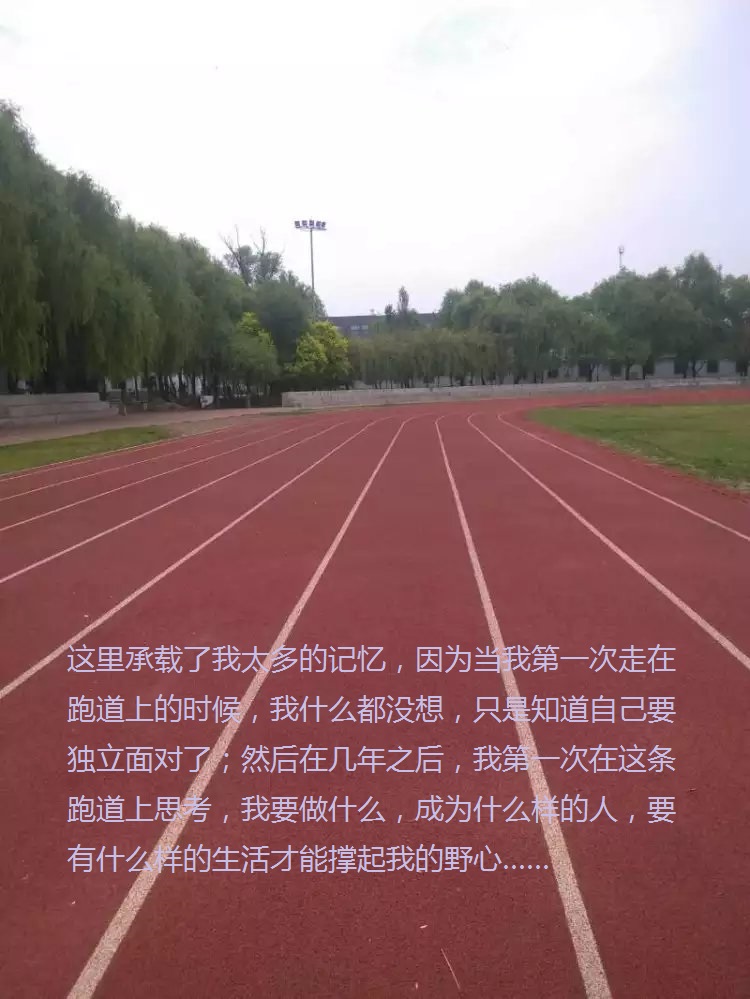 这里承载了我太多的记忆，因为当我第一次走在
跑道上的时候，我什么都没想，只是知道自己要
独立面对了；然后在几年之后，我第一次在这条
跑道上思考，我要做什么，成为什么样的人，要
有什么样的生活才能撑起我的野心......